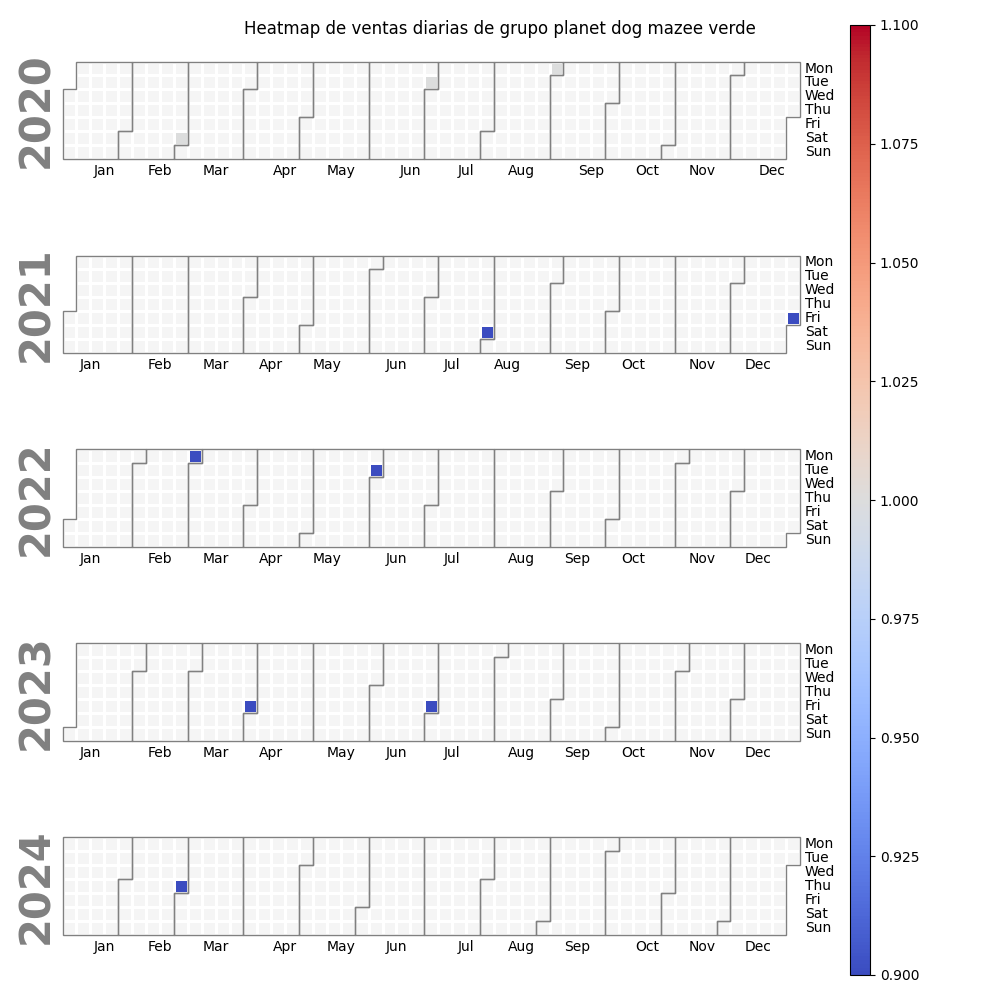 Heatmap de ventas diarias de grupo planet dog mazee verde
2020
Mon
Tue
Wed
Thu
Fri
Sat
Sun
Jan Feb Mar Apr May Jun Jul Aug Sep Oct Nov Dec
2021
Mon
Tue
Wed
Thu
Fri
Sat
Sun
Jan Feb Mar Apr May Jun Jul Aug Sep Oct Nov Dec
2022
Mon
Tue
Wed
Thu
Fri
Sat
Sun
Jan Feb Mar Apr May Jun Jul Aug Sep Oct Nov Dec
2023
Mon
Tue
Wed
Thu
Fri
Sat
Sun
Jan Feb Mar Apr May Jun Jul Aug Sep Oct Nov Dec
2024
Mon
Tue
Wed
Thu
Fri
Sat
Sun
Jan Feb Mar Apr May Jun Jul Aug Sep Oct Nov Dec
1.100
1.075
1.050
1.025
1.000
0.975
0.950
0.925
0.900